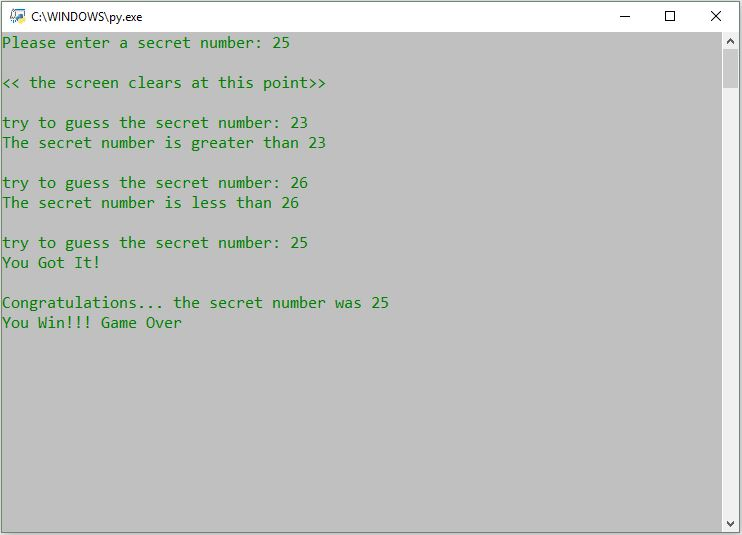 C:\WINDOWS\py.exe
Please enter a secret number: 25
<< the screen clears at this point>>
try to guess the secret number: 23
The secret number is greater than 23
try to guess the secret number: 26
The secret number is less than 26
try to guess the secret number: 25
You Got It!
Congratulations... the secret number was 25
You Win!!! Game Over